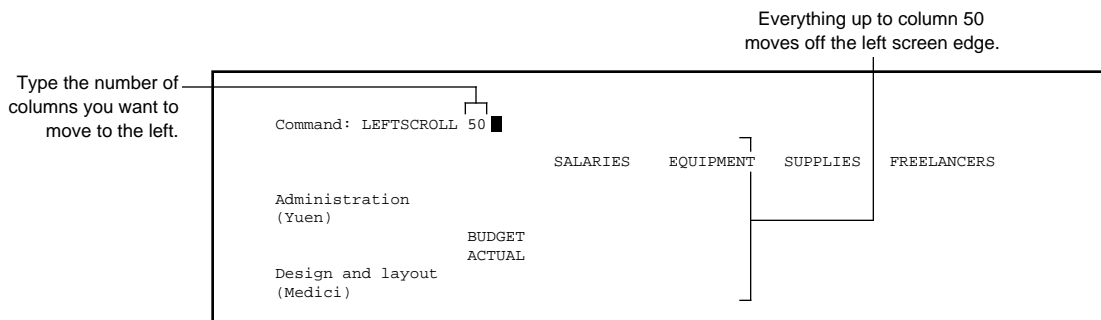 Everything up to column 50
moves off the left screen edge.
Type the number of
columns you want to
move to the left.
Command: LEFTSCROLL 50
SALARIES EQUIPMENT SUPPLIES FREELANCERS
Administration
(Yuen)
BUDGET
ACTUAL
Design and layout
(Medici)